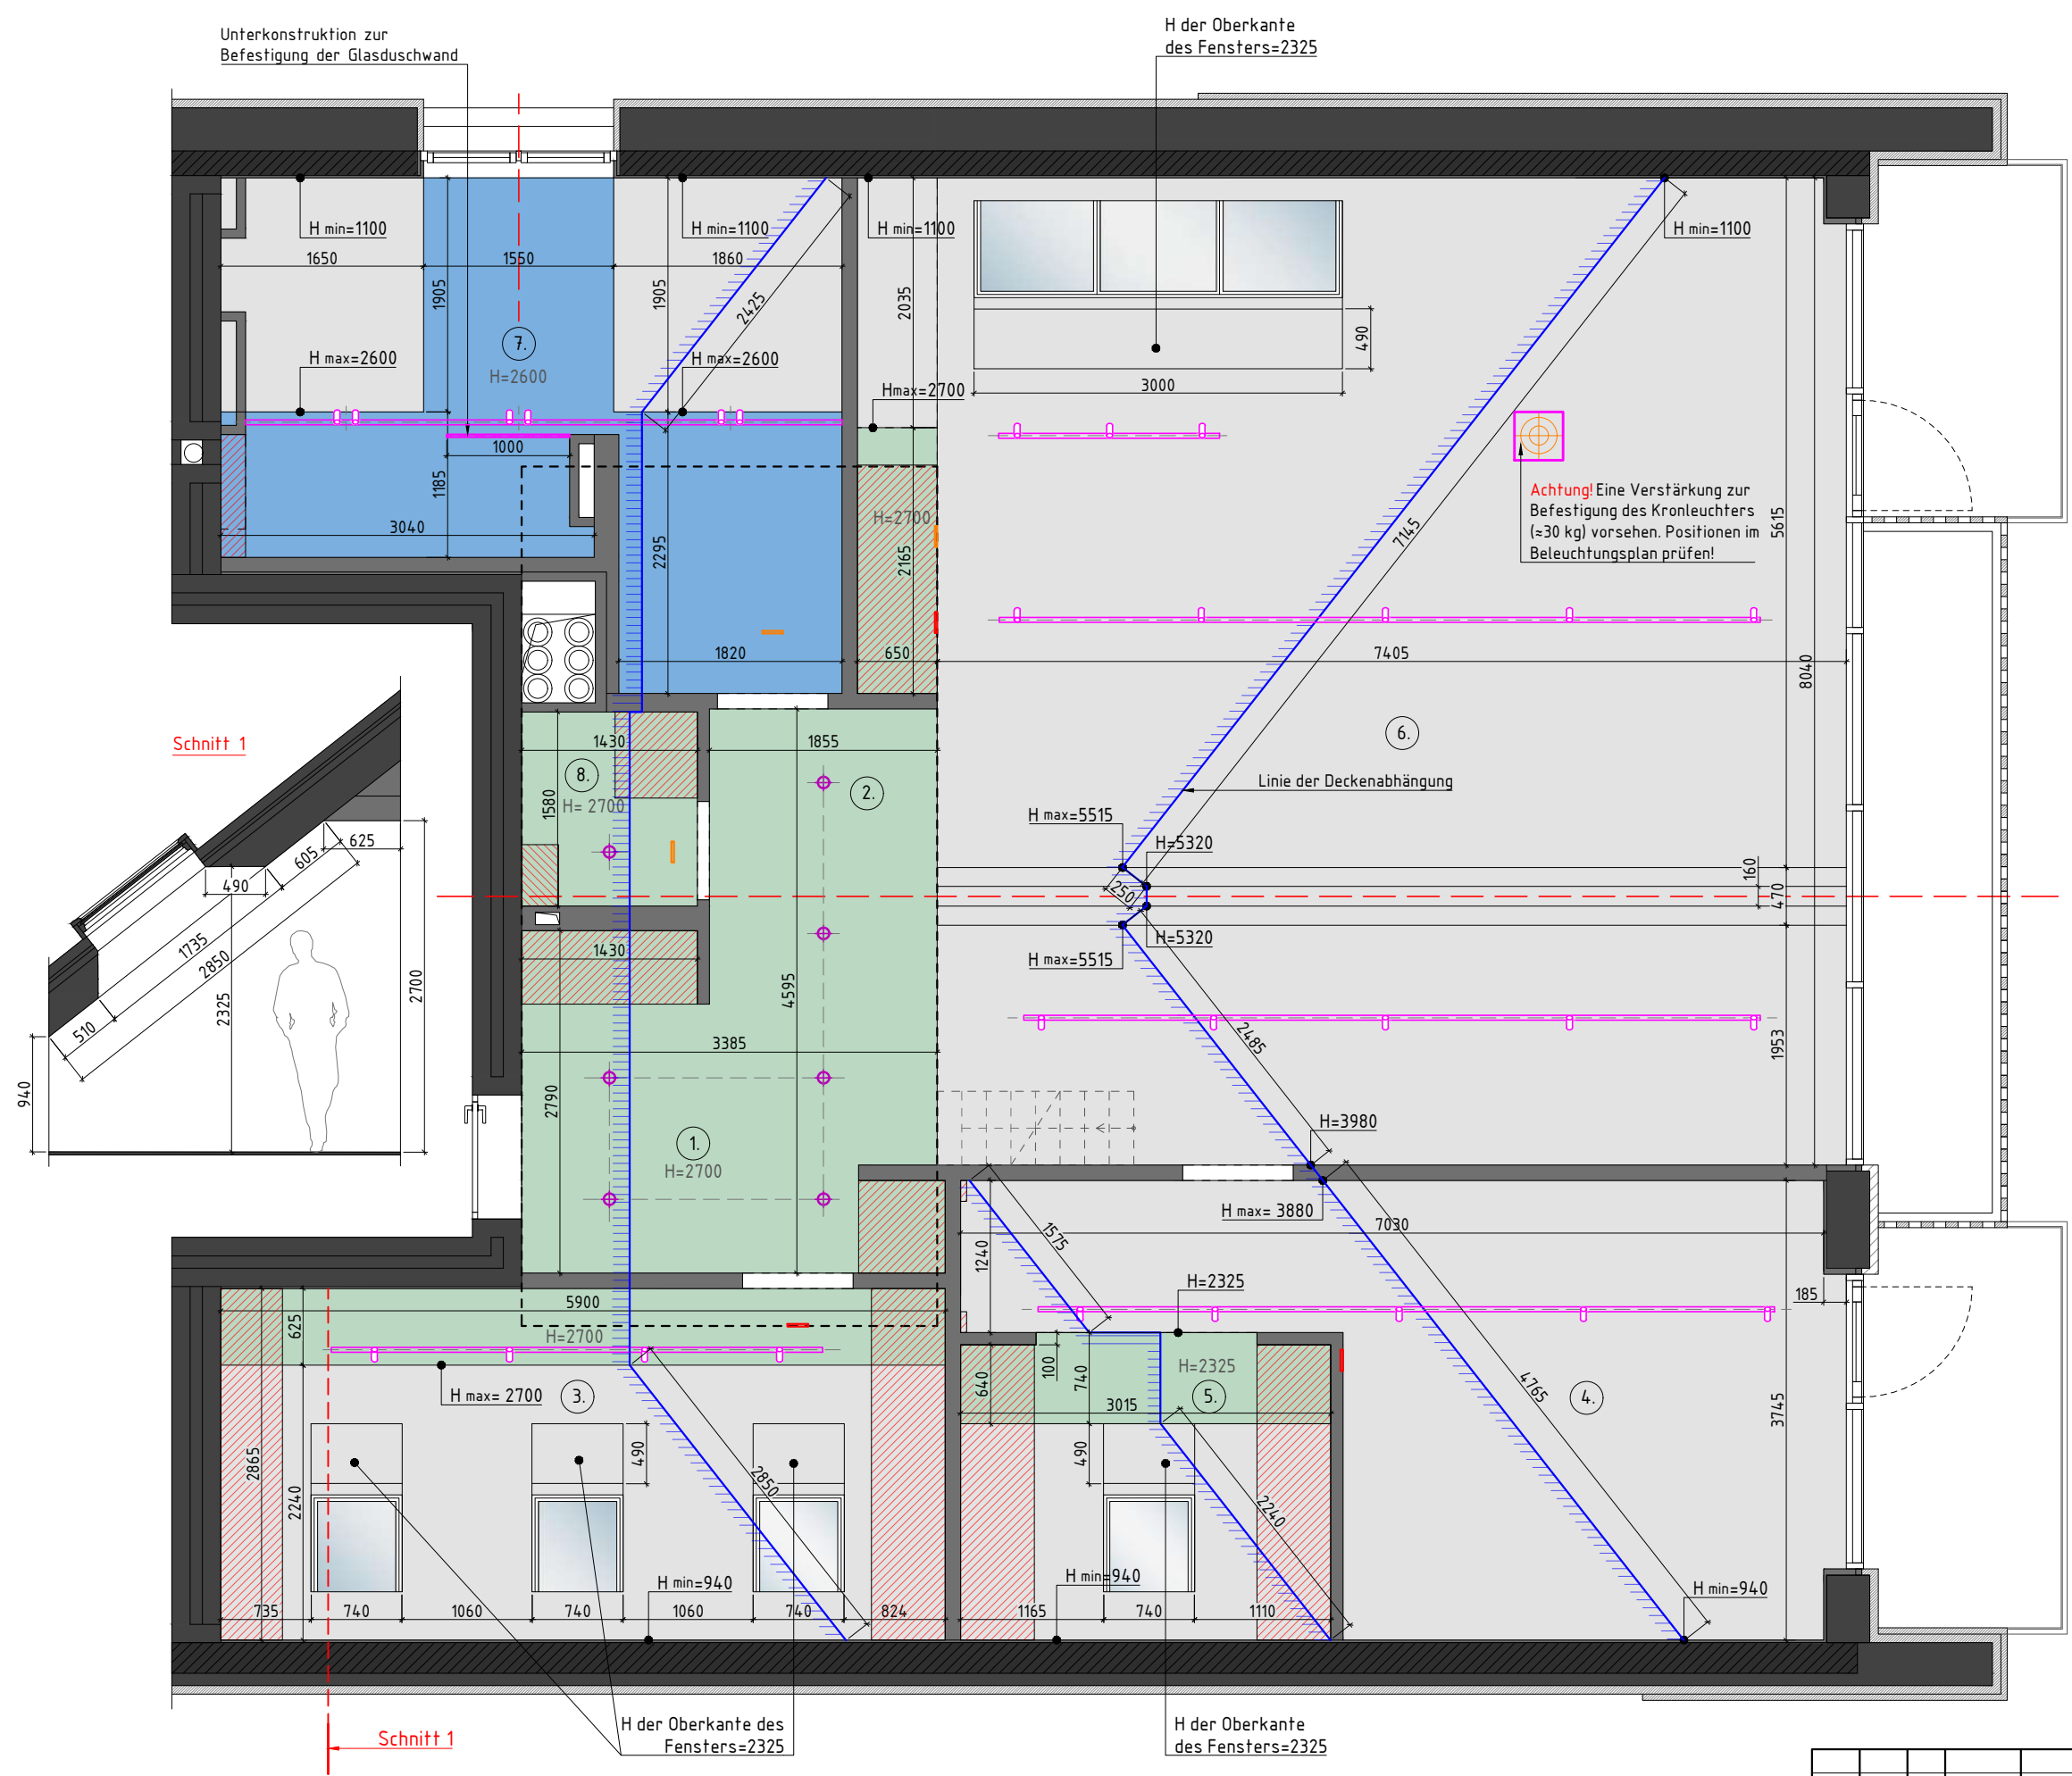 Unterkonstruktion zur
Befestigung der Glasduschwand
H der Oberkante
des Fensters=2325
H min=1100
H min=1100
H min=1100
H min=1100
1650
1550
1860
1905
1905
2425
2035
490
7.
H=2600
H max=2600
H max=2600
Hmax=2700
3000
1000
1185
3040
2295
H=2700
2165
Achtung! Eine Verstärkung zur
Befestigung des Kronleuchters
(≈30 kg) vorsehen. Positionen im
Beleuchtungsplan prüfen!
5615
7145
1820
650
7405
8040
6.
Schnitt 1
1430
1855
8.
H= 2700
2.
1580
Linie der Deckenabhängung
H max=5515
H=5320
160
250
470
H=5320
H max=5515
625
605
490
1735
2850
2325
2700
510
940
1430
4595
3385
2485
1953
2790
1.
H=2700
H=3980
H max= 3880
7030
1575
1240
H=2325
185
5900
625
H=2700
H max= 2700
3.
100
740
640
H=2325
3015
5.
4765
4.
3745
2865
2240
490
2850
490
2240
H min=940
H min=940
H min=940
735
740
1060
740
1060
740
824
1165
740
1110
H der Oberkante des
Fensters=2325
H der Oberkante
des Fensters=2325
Schnitt 1